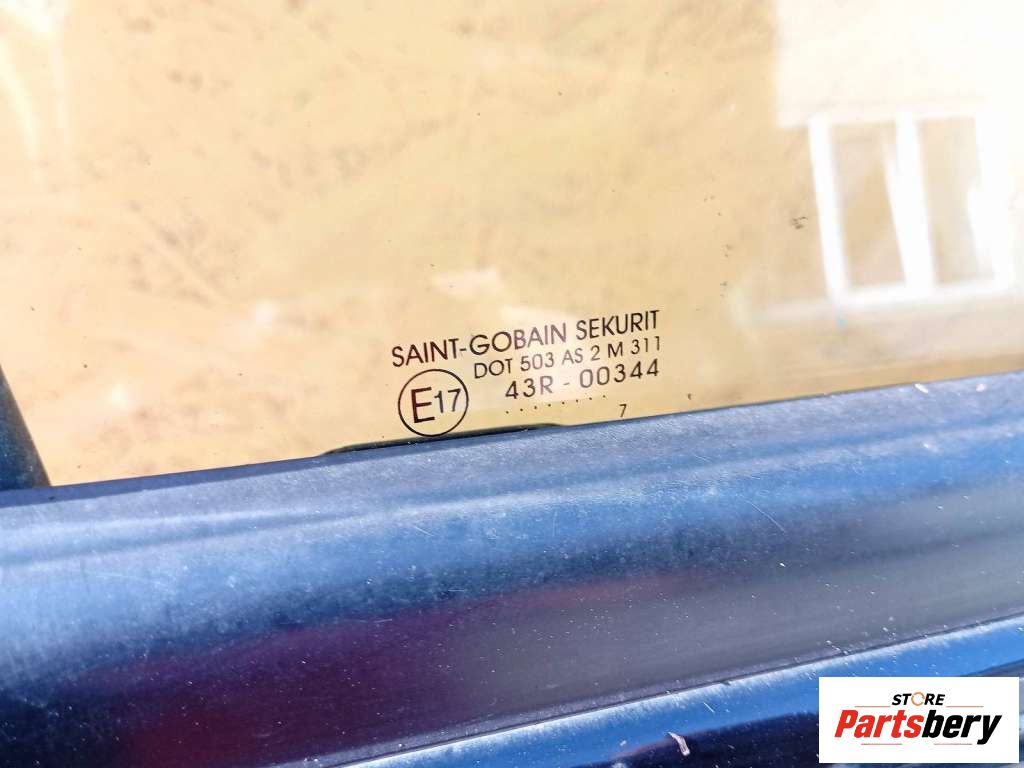 SAINT-GOBAIN SEKURIT
DOT 503 AS 2 M 311
E17
43R - 00344
........ 7
STORE
Partsbery